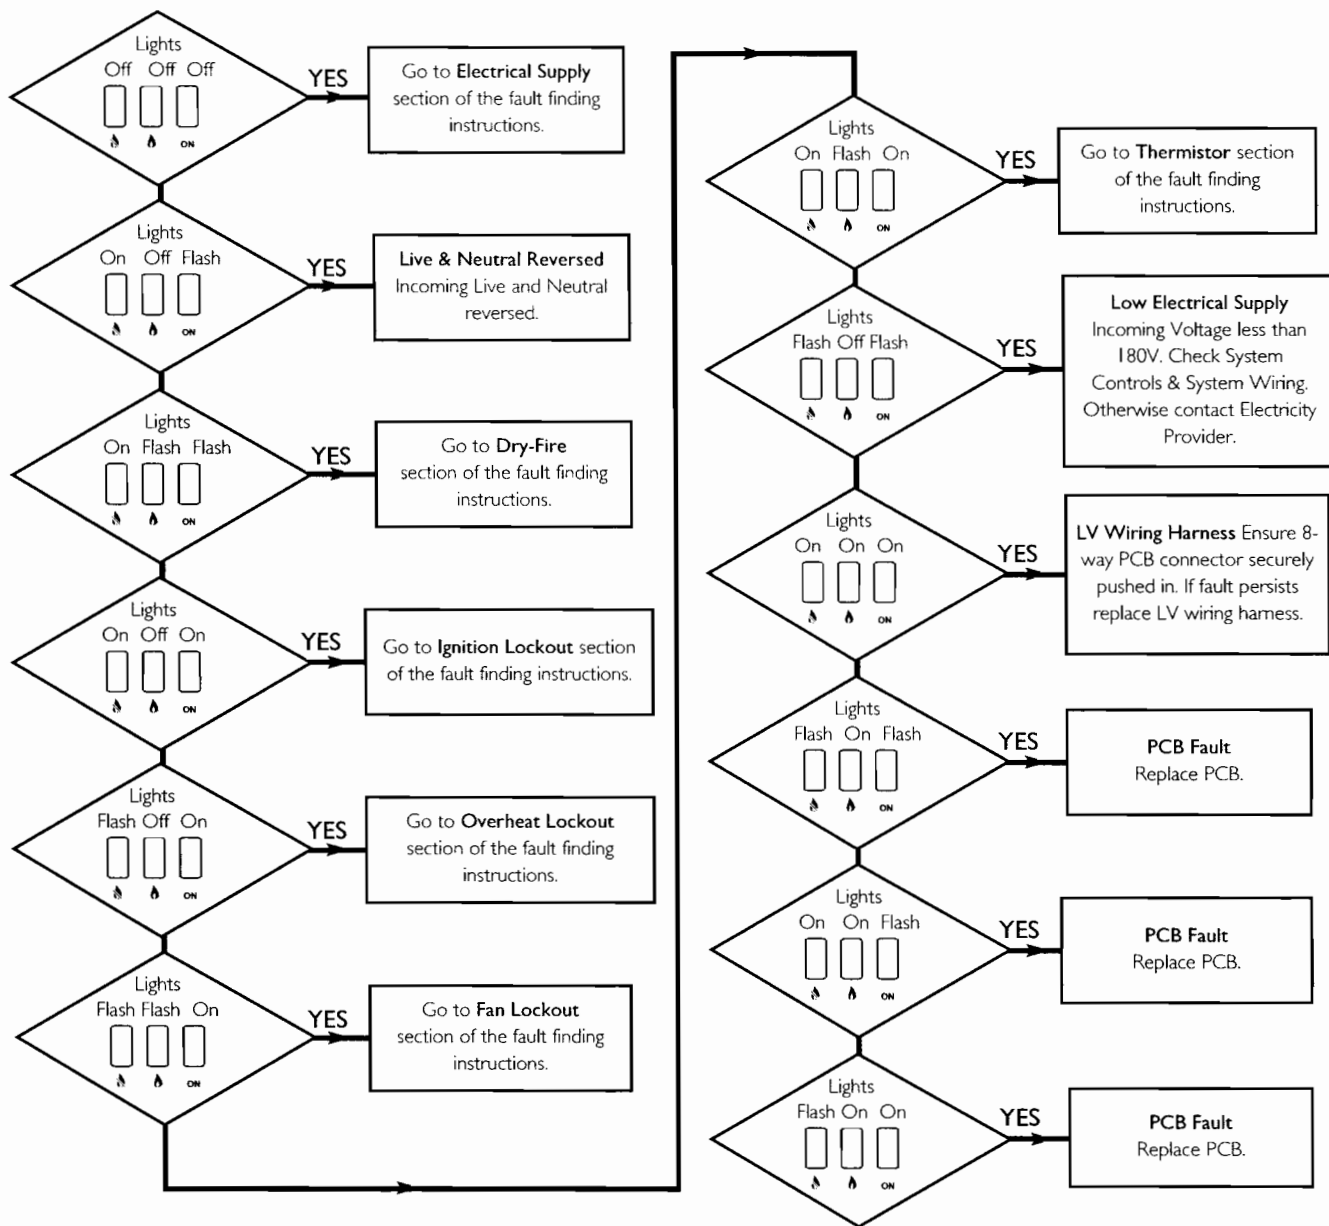 Lights
Off Off Off
ON
YES
Go to Electrical Supply
section of the fault finding
instructions.
Lights
On Off Flash
ON
YES
Live & Neutral Reversed
Incoming Live and Neutral
reversed.
Lights
On Flash Flash
ON
YES
Go to Dry-Fire
section of the fault finding
instructions.
Lights
On Off On
ON
YES
Go to Ignition Lockout section
of the fault finding instructions.
Lights
Flash Off On
ON
YES
Go to Overheat Lockout
section of the fault finding
instructions.
Lights
Flash Flash On
ON
YES
Go to Fan Lockout
section of the fault finding
instructions.
Lights
On Flash On
ON
YES
Go to Thermistor section
of the fault finding
instructions.
Lights
Flash Off Flash
ON
YES
Low Electrical Supply
Incoming Voltage less than
180V. Check System
Controls & System Wiring.
Otherwise contact Electricity
Provider.
Lights
On On On
ON
YES
LV Wiring Harness Ensure 8-
way PCB connector securely
pushed in. If fault persists
replace LV wiring harness.
Lights
Flash On Flash
ON
YES
PCB Fault
Replace PCB.
Lights
On On Flash
ON
YES
PCB Fault
Replace PCB.
Lights
Flash On On
ON
YES
PCB Fault
Replace PCB.